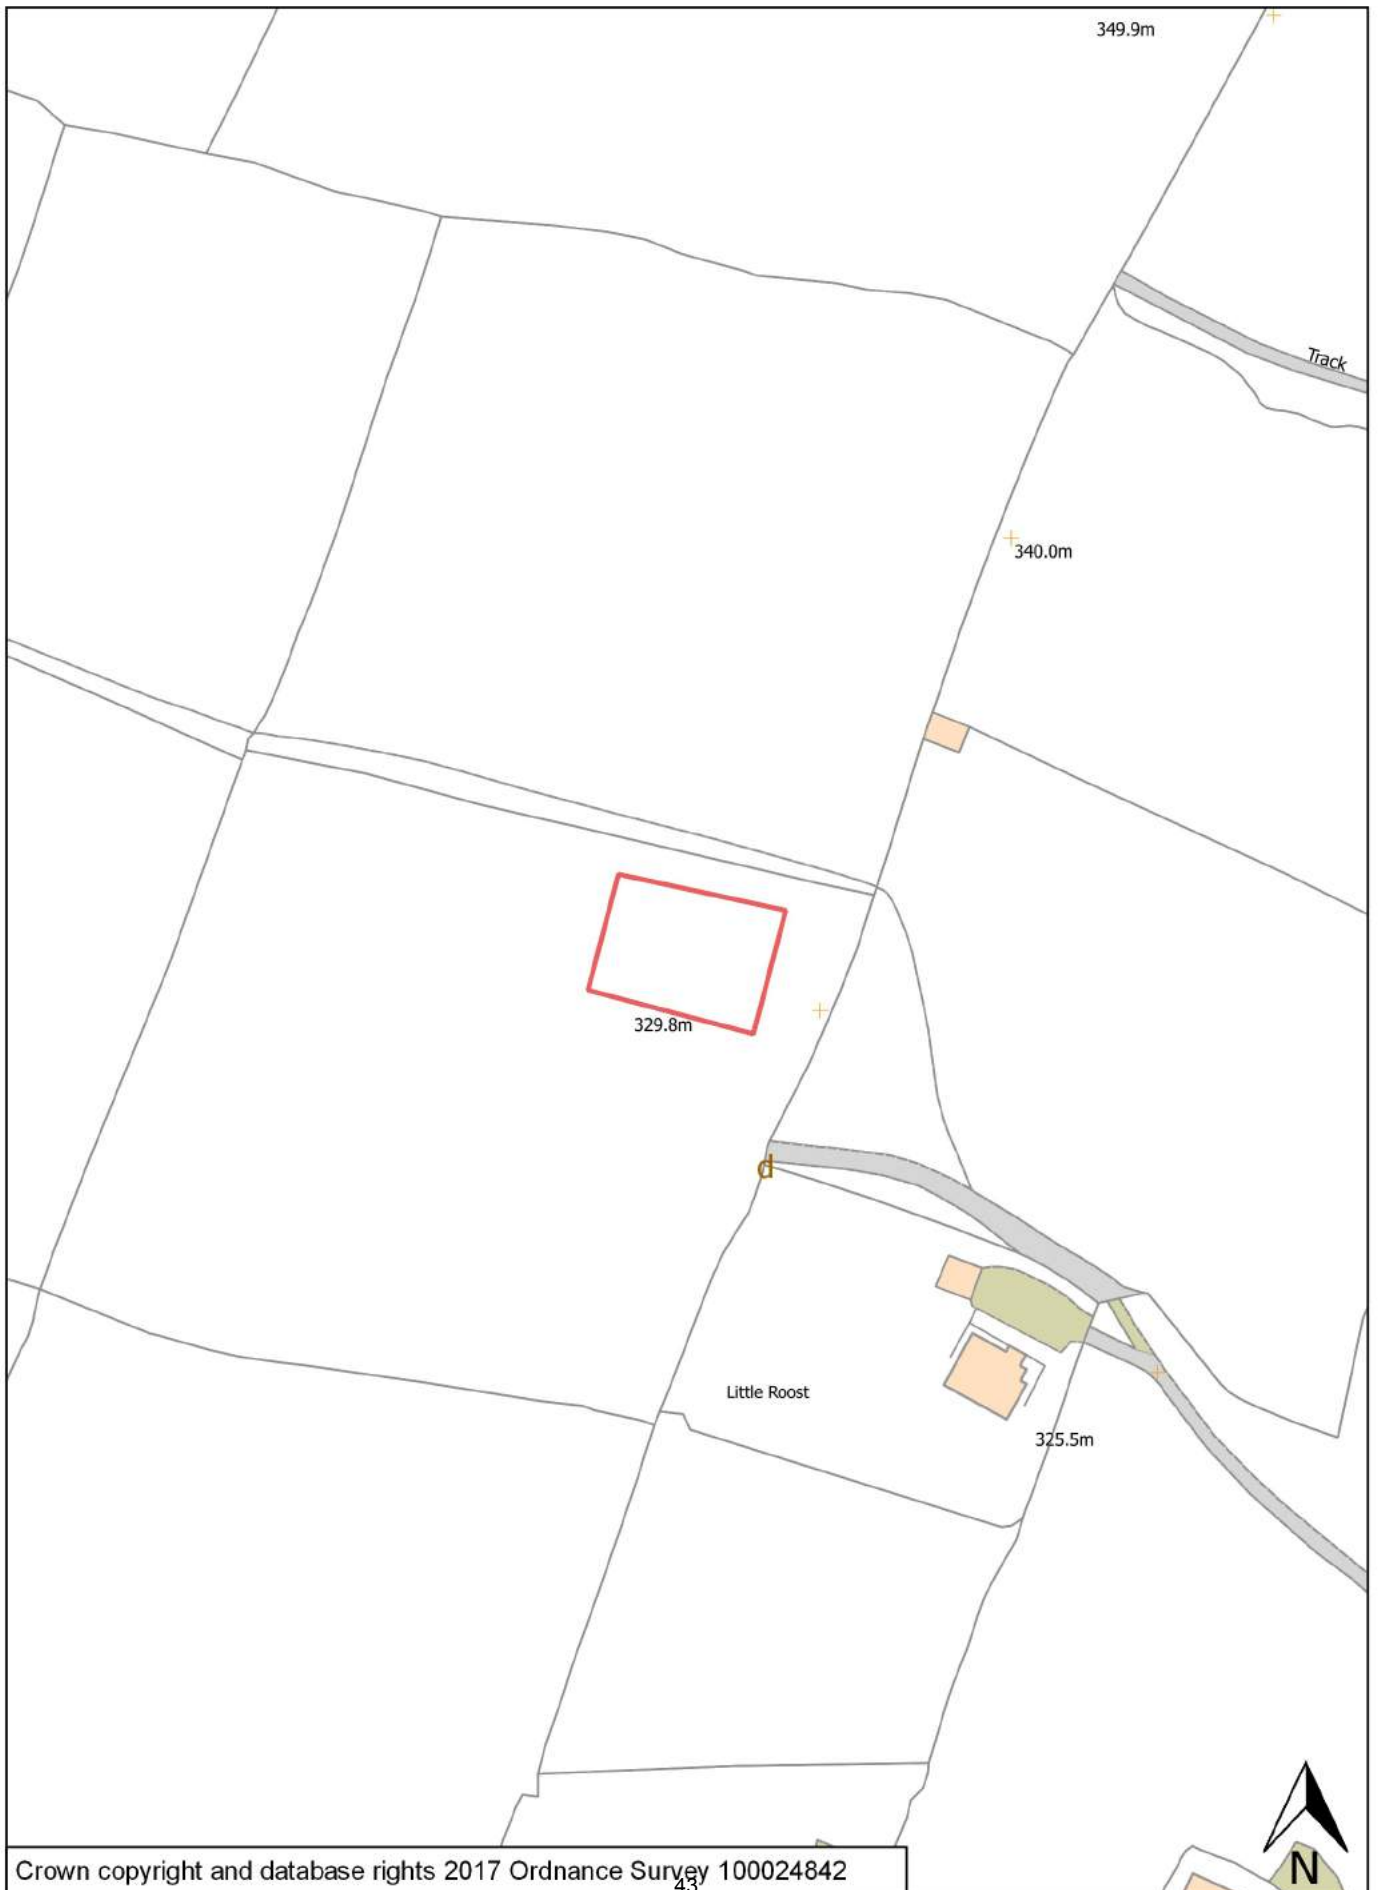 349.9m
Track
340.0m
329.8m
d
Little Roost
325.5m
N
Crown copyright and database rights 2017 Ordnance Survey 100024842
43